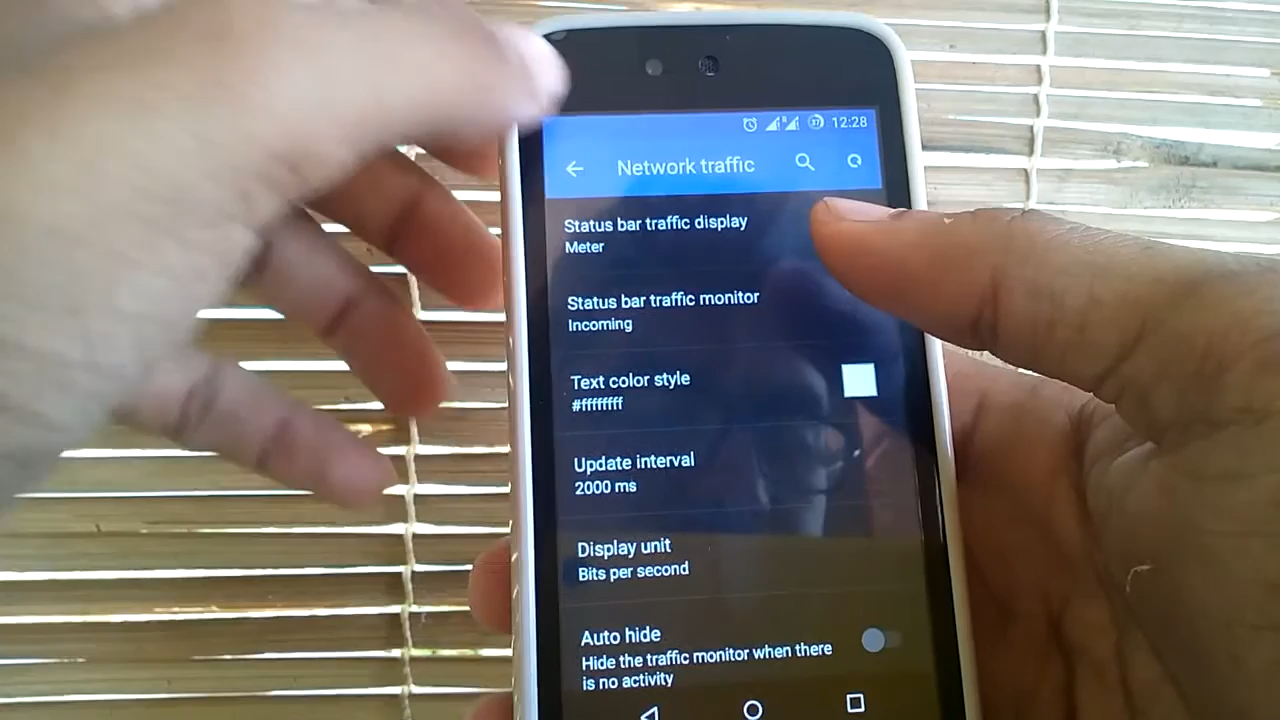 12:28
Network traffic
Status bar traffic display
Meter
Status bar traffic monitor
Incoming
Text color style
#ffffffff
Update interval
2000 ms
Display unit
Bits per second
Auto hide
Hide the traffic monitor when there
is no activity